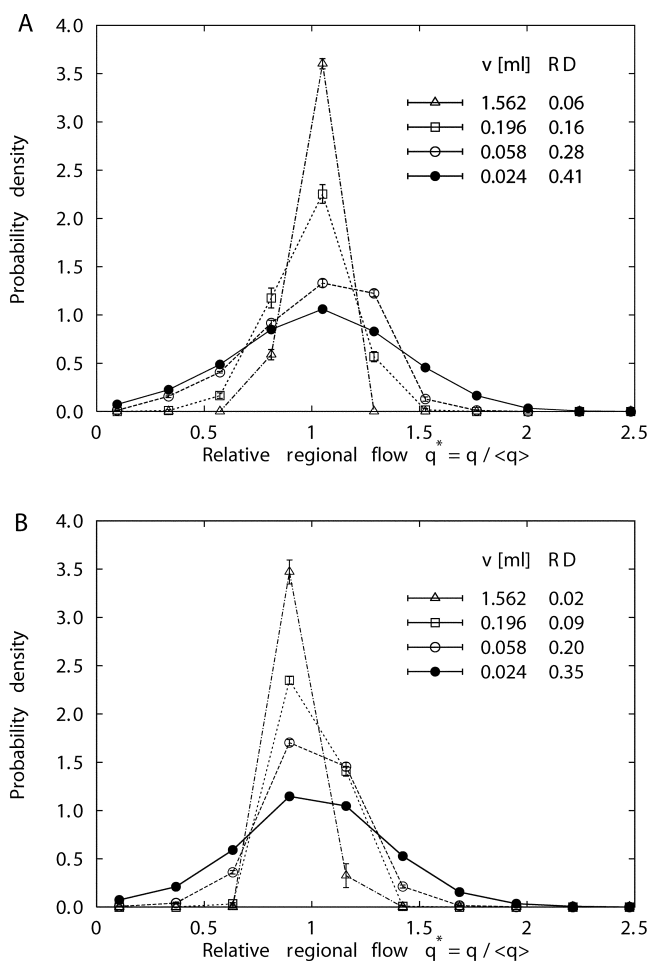 A
4.0
3.5
3.0
2.5
2.0
1.5
1.0
0.5
0.0
Probability density
v [ml] R D
1.562 0.06
0.196 0.16
0.058 0.28
0.024 0.41
0 0.5 1 1.5 2 2.5
Relative regional flow q* = q / <q>
B
4.0
3.5
3.0
2.5
2.0
1.5
1.0
0.5
0.0
Probability density
v [ml] R D
1.562 0.02
0.196 0.09
0.058 0.20
0.024 0.35
0 0.5 1 1.5 2 2.5
Relative regional flow q* = q / <q>